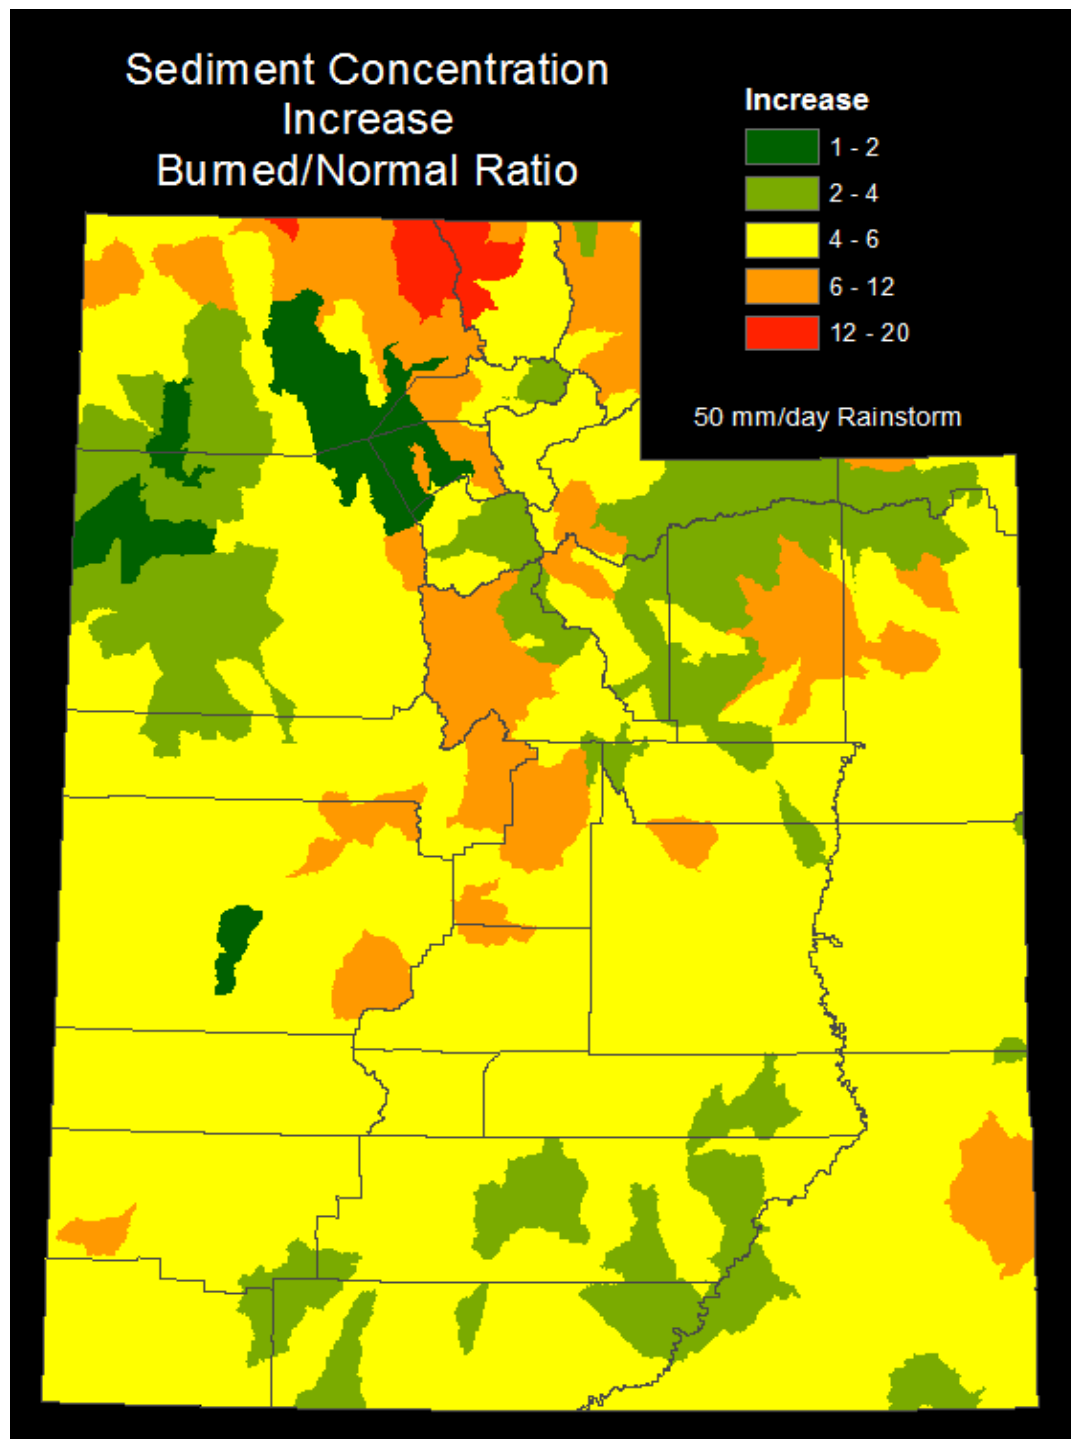 Sediment Concentration
Increase
Burned/Normal Ratio
Increase
1 - 2
2 - 4
4 - 6
6 - 12
12 - 20
50 mm/day Rainstorm